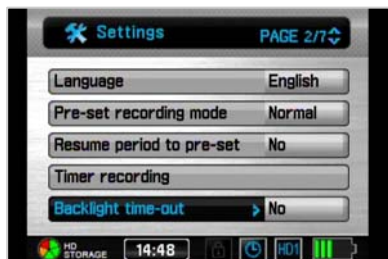 Settings PAGE 2/7
Language English
Pre-set recording mode Normal
Resume period to pre-set No
Timer recording
Backlight time-out > No
HD STORAGE 14:48 HD1